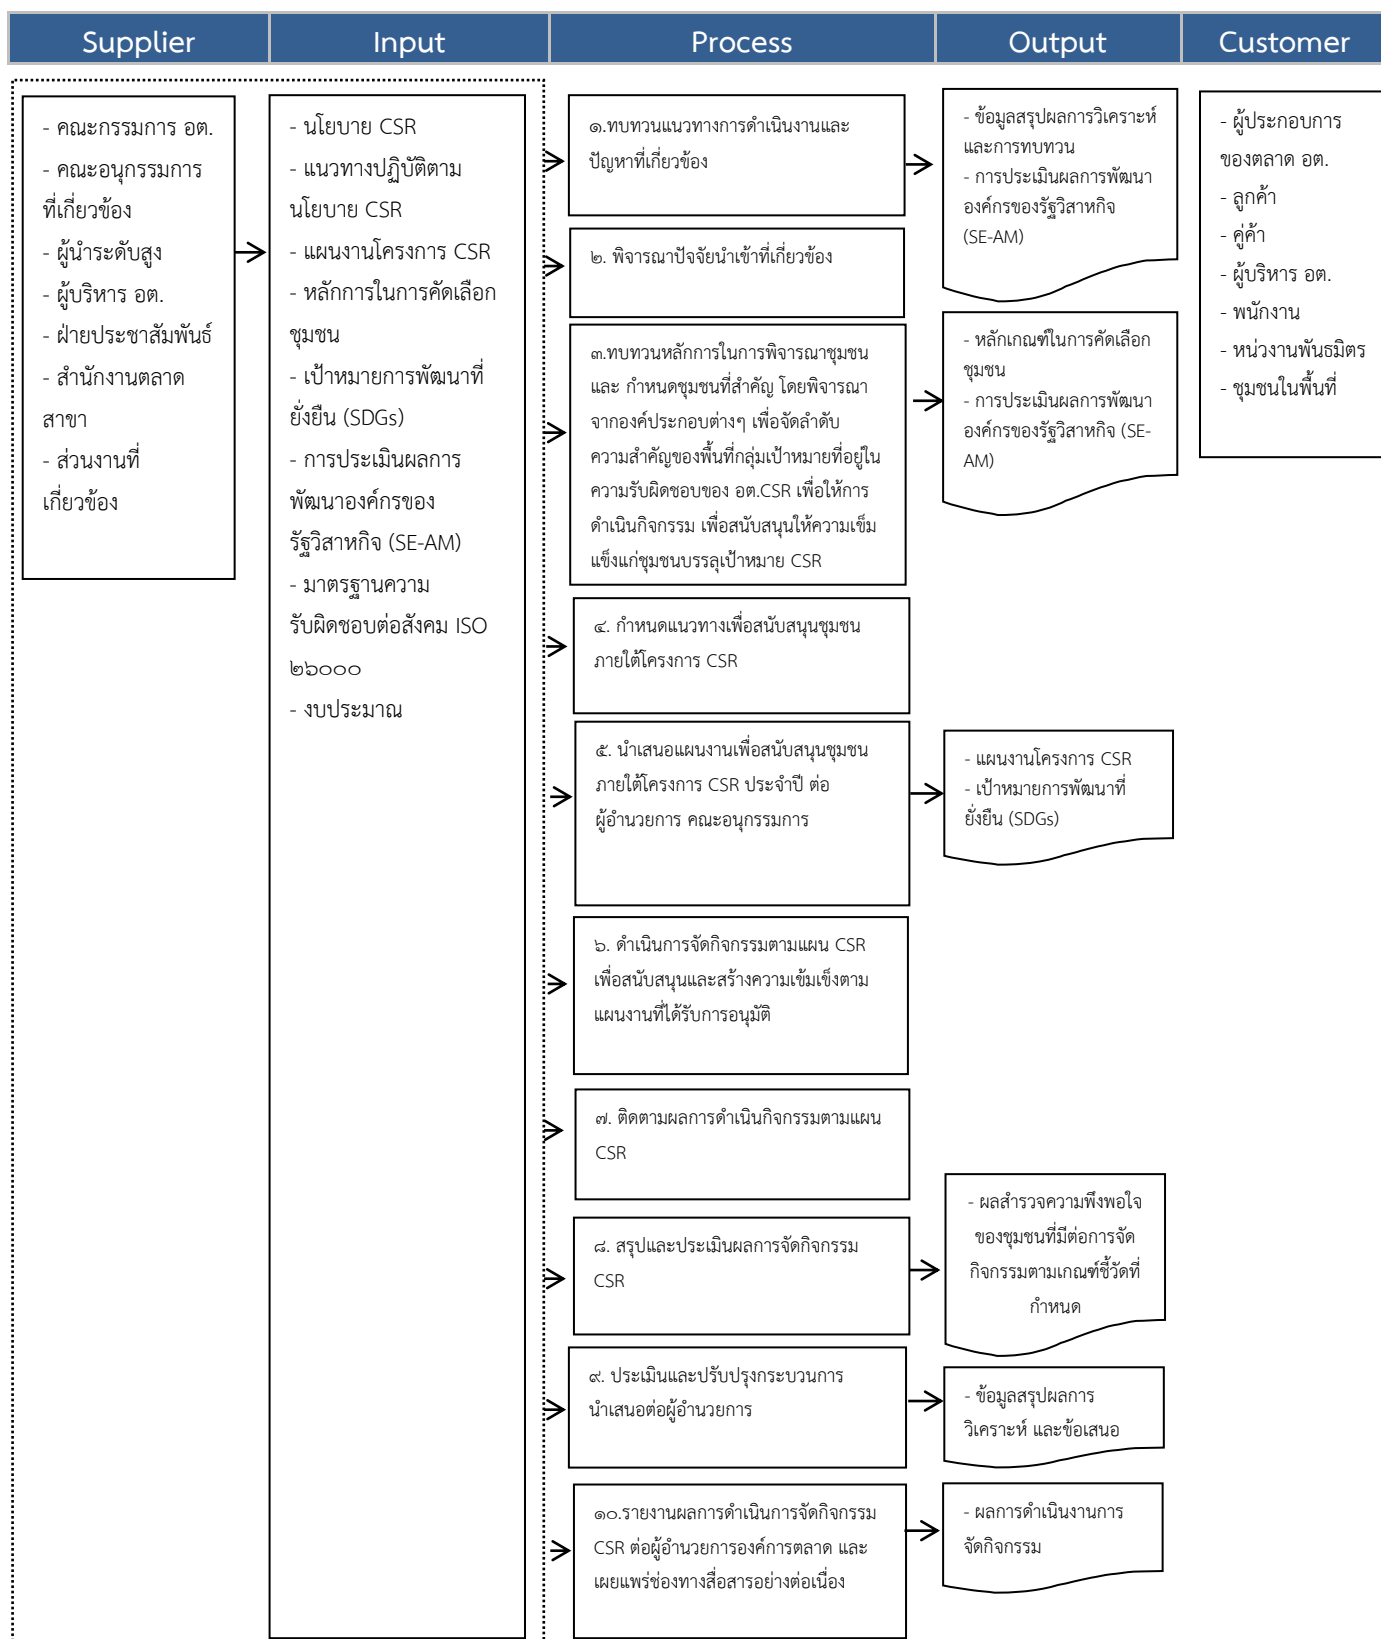 Supplier
Input
Process
Output
Customer
- คณะกรรมการ อต.
- คณะอนุกรรมการ
ที่เกี่ยวข้อง
- ผู้นำระดับสูง
- ผู้บริหาร อต.
- ฝ่ายประชาสัมพันธ์
- สำนักงานตลาด
สาขา
- ส่วนงานที่
เกี่ยวข้อง
- นโยบาย CSR
- แนวทางปฏิบัติตาม
นโยบาย CSR
- แผนงานโครงการ CSR
- หลักการในการคัดเลือก
ชุมชน
- เป้าหมายการพัฒนาที่
ยั่งยืน (SDGs)
- การประเมินผลการ
พัฒนาองค์กรของ
รัฐวิสาหกิจ (SE-AM)
- มาตรฐานความ
รับผิดชอบต่อสังคม ISO
๒๖๐๐๐
- งบประมาณ
๑.ทบทวนแนวทางการดำเนินงานและ
ปัญหาที่เกี่ยวข้อง
๒. พิจารณาปัจจัยนำเข้าที่เกี่ยวข้อง
๓.ทบทวนหลักการในการพิจารณาชุมชน
และ กำหนดชุมชนที่สำคัญ โดยพิจารณา
จากองค์ประกอบต่างๆ เพื่อจัดลำดับ
ความสำคัญของพื้นที่กลุ่มเป้าหมายที่อยู่ใน
ความรับผิดชอบของ อต.CSR เพื่อให้การ
ดำเนินกิจกรรม เพื่อสนับสนุนให้ความเข็ม
แข็งแก่ชุมชนบรรลุเป้าหมาย CSR
๔. กำหนดแนวทางเพื่อสนับสนุนชุมชน
ภายใต้โครงการ CSR
๕. นำเสนอแผนงานเพื่อสนับสนุนชุมชน
ภายใต้โครงการ CSR ประจำปี ต่อ
ผู้อำนวยการ คณะอนุกรรมการ
๖. ดำเนินการจัดกิจกรรมตามแผน CSR
เพื่อสนับสนุนและสร้างความเข้มเข็งตาม
แผนงานที่ได้รับการอนุมัติ
๗. ติดตามผลการดำเนินกิจกรรมตามแผน
CSR
๘. สรุปและประเมินผลการจัดกิจกรรม
CSR
๙. ประเมินและปรับปรุงกระบวนการ
นำเสนอต่อผู้อำนวยการ
๑๐.รายงานผลการดำเนินการจัดกิจกรรม
CSR ต่อผู้อำนวยการองค์การตลาด และ
เผยแพร่ช่องทางสื่อสารอย่างต่อเนื่อง
- ข้อมูลสรุปผลการวิเคราะห์
และการทบทวน
- การประเมินผลการพัฒนา
องค์กรของรัฐวิสาหกิจ
(SE-AM)
- หลักเกณฑ์ในการคัดเลือก
ชุมชน
- การประเมินผลการพัฒนา
องค์กรของรัฐวิสาหกิจ (SE-
AM)
- แผนงานโครงการ CSR
- เป้าหมายการพัฒนาที่
ยั่งยืน (SDGs)
- ผลสำรวจความพึงพอใจ
ของชุมชนที่มีต่อการจัด
กิจกรรมตามเกณฑ์ชี้วัดที่
กำหนด
- ข้อมูลสรุปผลการ
วิเคราะห์ และข้อเสนอ
- ผลการดำเนินงานการ
จัดกิจกรรม
- ผู้ประกอบการ
ของตลาด อต.
- ลูกค้า
- คู่ค้า
- ผู้บริหาร อต.
- พนักงาน
- หน่วงานพันธมิตร
- ชุมชนในพื้นที่